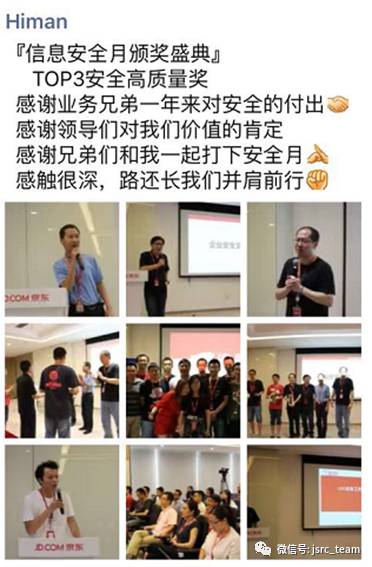 Himan
『信息安全月颁奖盛典』
TOP3安全高质量奖
感谢业务兄弟一年来对安全的付出🤝
感谢领导们对我们价值的肯定
感谢兄弟们和我一起打下安全月🙏
感触很深，路还长我们并肩前行✊
JD.COM 京东
企业安全
JD.COM 京东
微信号: jsrc_team